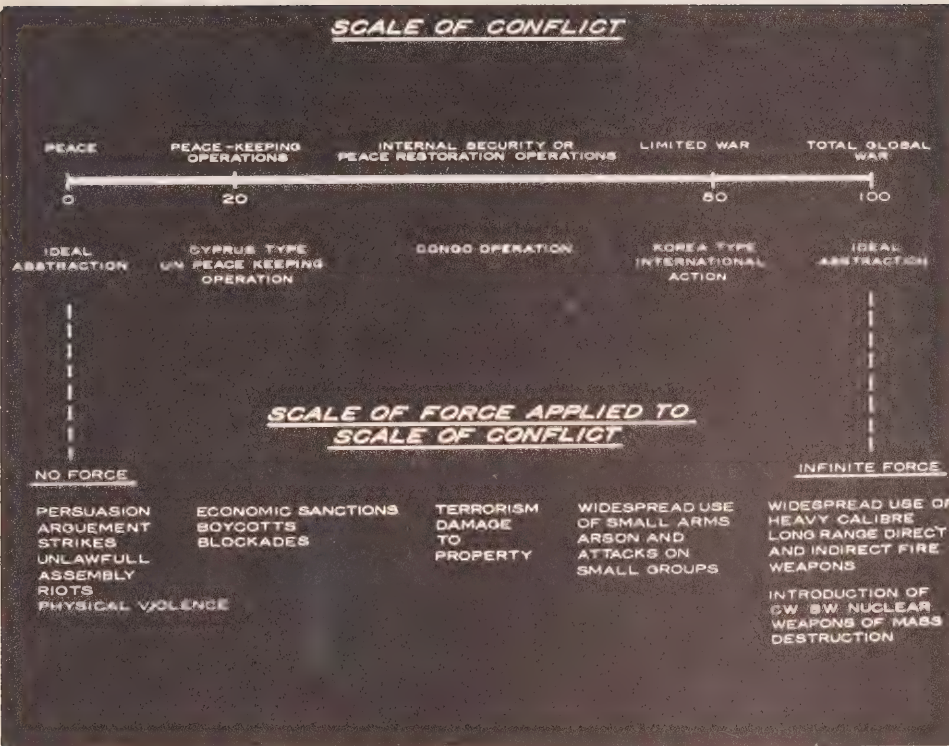 SCALE OF CONFLICT
PEACE
PEACE-KEEPING
OPERATIONS
INTERNAL SECURITY OR
PEACE RESTORATION OPERATIONS
LIMITED WAR
TOTAL GLOBAL
WAR
0
20
80
100
IDEAL
ABSTRACTION
CYPRUS TYPE
UN PEACE KEEPING
OPERATION
CONGO OPERATION
KOREA TYPE
INTERNATIONAL
ACTION
IDEAL
ABSTRACTION
SCALE OF FORCE APPLIED TO
SCALE OF CONFLICT
NO FORCE
PERSUASION
ARGUEMENT
STRIKES
UNLAWFULL
ASSEMBLY
RIOTS
PHYSICAL VIOLENCE
ECONOMIC SANCTIONS
BOYCOTTS
BLOCKADES
TERRORISM
DAMAGE
TO
PROPERTY
WIDESPREAD USE
OF SMALL ARMS
ARSON AND
ATTACKS ON
SMALL GROUPS
INFINITE FORCE
WIDESPREAD USE OF
HEAVY CALIBRE
LONG RANGE DIRECT
AND INDIRECT FIRE
WEAPONS
INTRODUCTION OF
CW BW NUCLEAR
WEAPONS OF MASS
DESTRUCTION